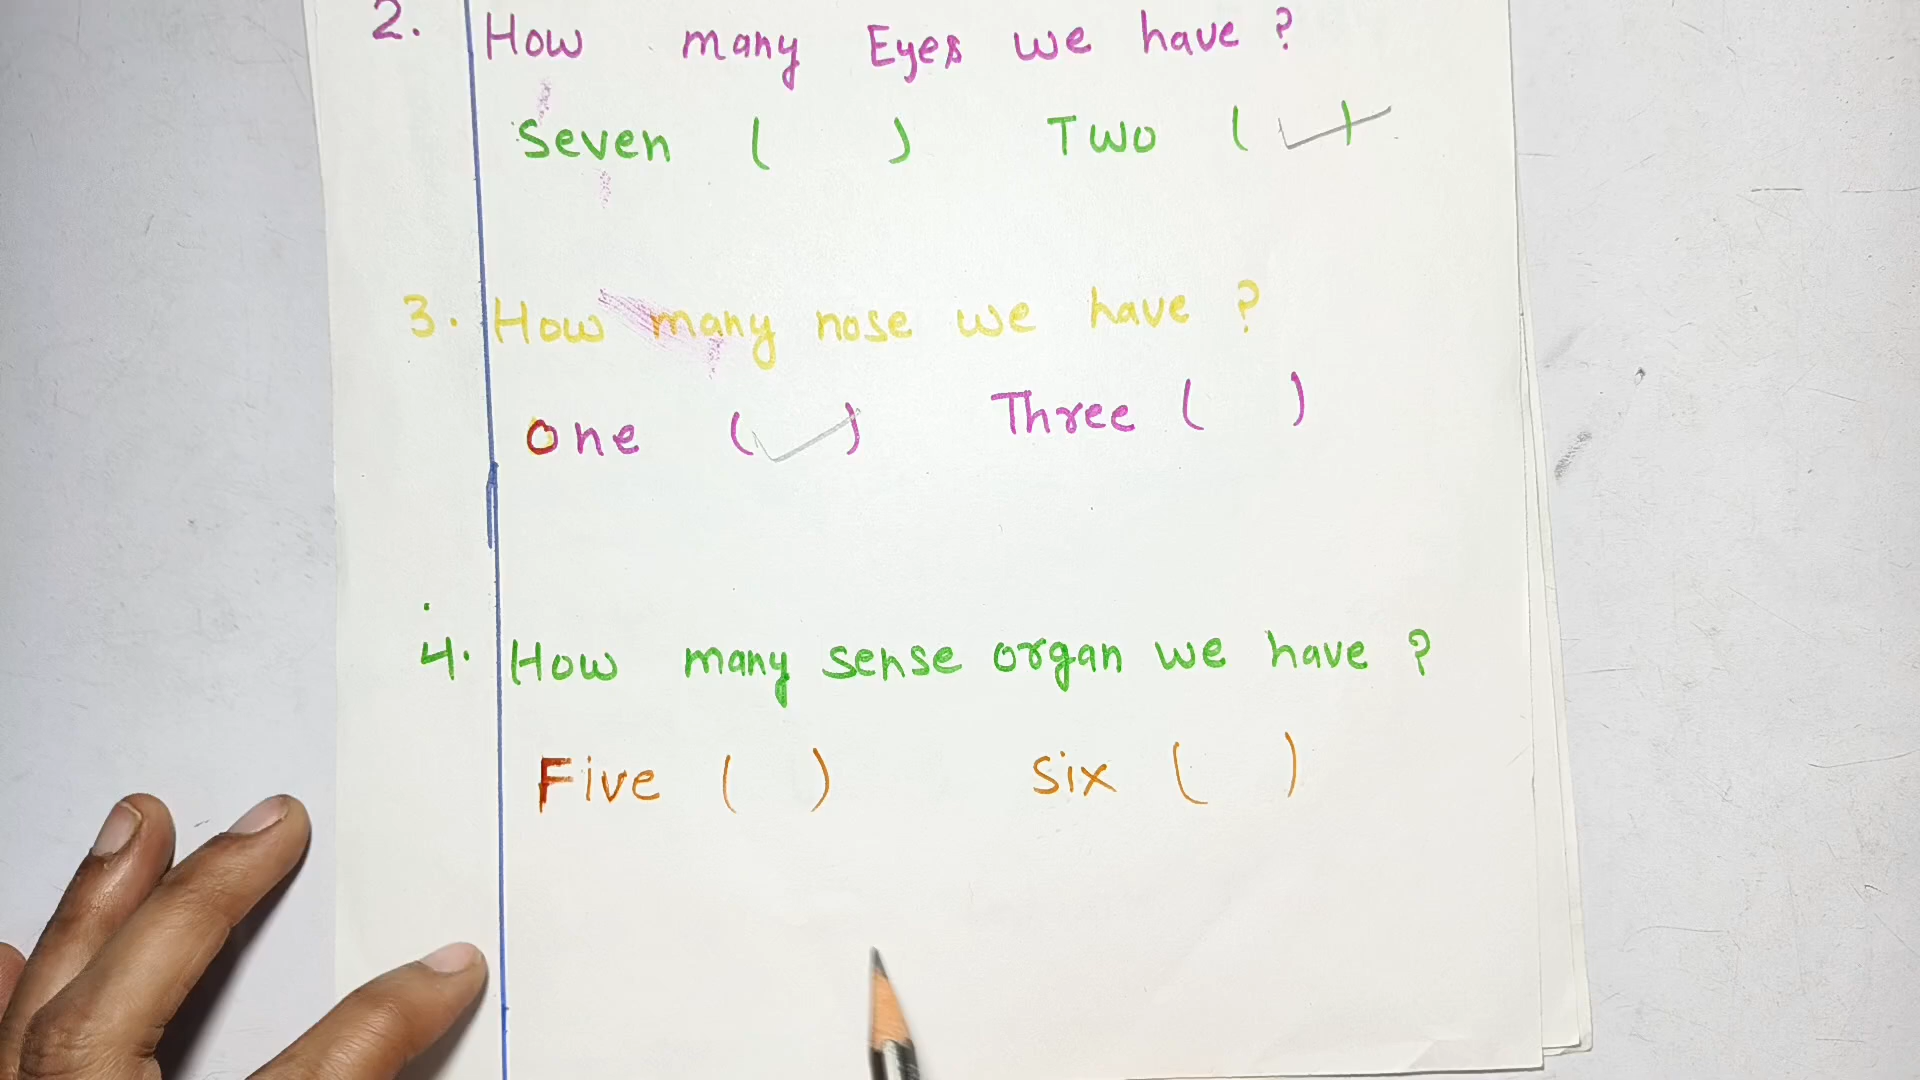 2. How many Eyes we have ?
Seven ( ) Two ( ✓ )
3. How many nose we have ?
One ( ✓ ) Three ( )
4. How many sense organ we have ?
Five ( ) Six ( )